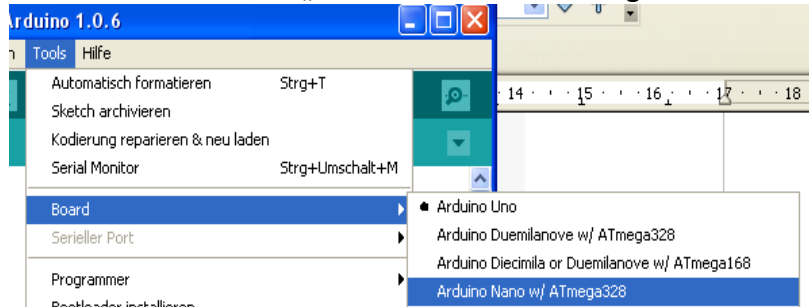 Arduino 1.0.6
Tools Hilfe
Automatisch formatieren Strg+T
Sketch archivieren
Kodierung reparieren & neu laden
Serial Monitor Strg+Umschalt+M
Board
Serieller Port
Programmer
Bootloader installieren
14 15 16 17 18
Arduino Uno
Arduino Duemilanove w/ ATmega328
Arduino Diecimila or Duemilanove w/ ATmega168
Arduino Nano w/ ATmega328